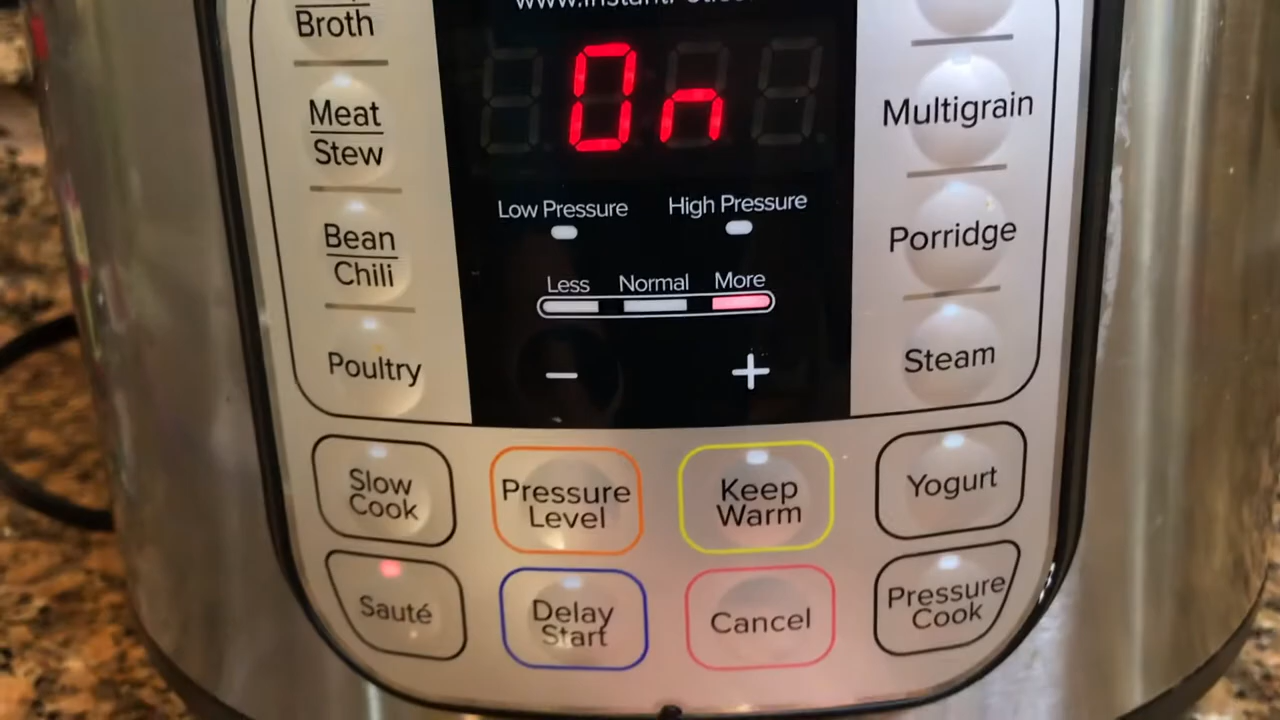 Broth
On
Meat
Stew
Multigrain
Low Pressure
High Pressure
Bean
Chili
Porridge
Less Normal More
Poultry
− +
Steam
Slow
Cook
Pressure
Level
Keep
Warm
Yogurt
Sauté
Delay
Start
Cancel
Pressure
Cook